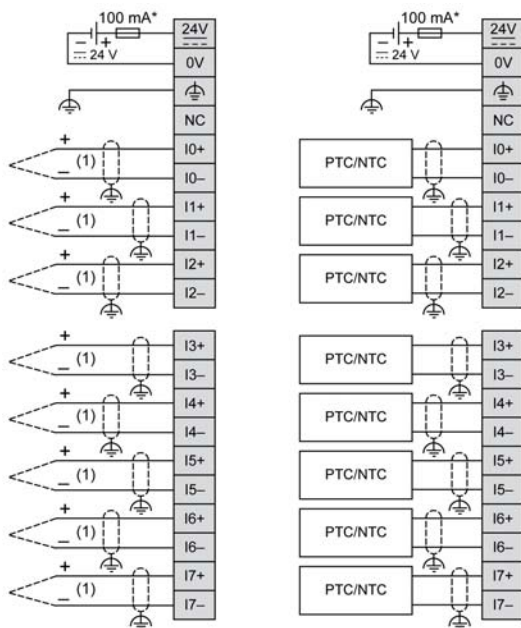 100 mA*
24V
− +
⎓ 24 V
0V
NC
+ (1) I0+
− I0−
+ (1) I1+
− I1−
+ (1) I2+
− I2−
+ (1) I3+
− I3−
+ (1) I4+
− I4−
+ (1) I5+
− I5−
+ (1) I6+
− I6−
+ (1) I7+
− I7−
100 mA*
24V
− +
⎓ 24 V
0V
NC
PTC/NTC I0+
I0−
PTC/NTC I1+
I1−
PTC/NTC I2+
I2−
PTC/NTC I3+
I3−
PTC/NTC I4+
I4−
PTC/NTC I5+
I5−
PTC/NTC I6+
I6−
PTC/NTC I7+
I7−